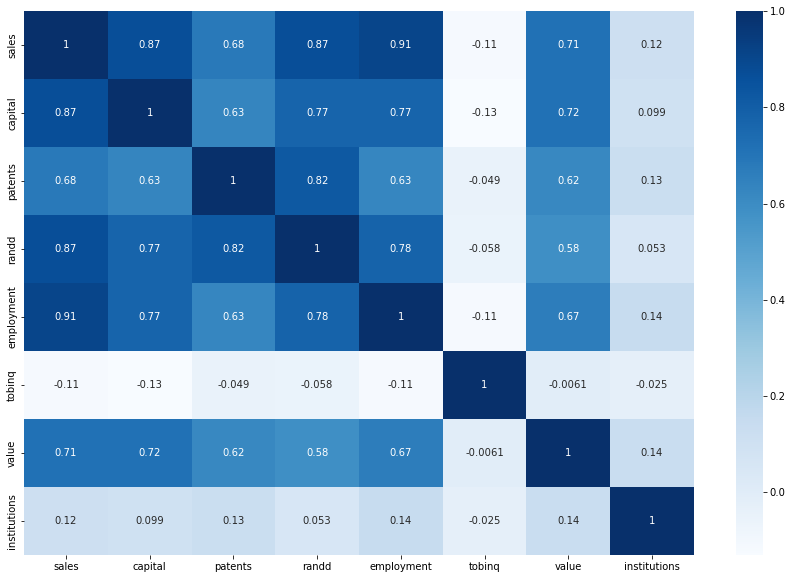 sales 1 0.87 0.68 0.87 0.91 -0.11 0.71 0.12
capital 0.87 1 0.63 0.77 0.77 -0.13 0.72 0.099
patents 0.68 0.63 1 0.82 0.63 -0.049 0.62 0.13
randd 0.87 0.77 0.82 1 0.78 -0.058 0.58 0.053
employment 0.91 0.77 0.63 0.78 1 -0.11 0.67 0.14
tobinq -0.11 -0.13 -0.049 -0.058 -0.11 1 -0.0061 -0.025
value 0.71 0.72 0.62 0.58 0.67 -0.0061 1 0.14
institutions 0.12 0.099 0.13 0.053 0.14 -0.025 0.14 1
sales capital patents randd employment tobinq value institutions
1.0
0.8
0.6
0.4
0.2
0.0